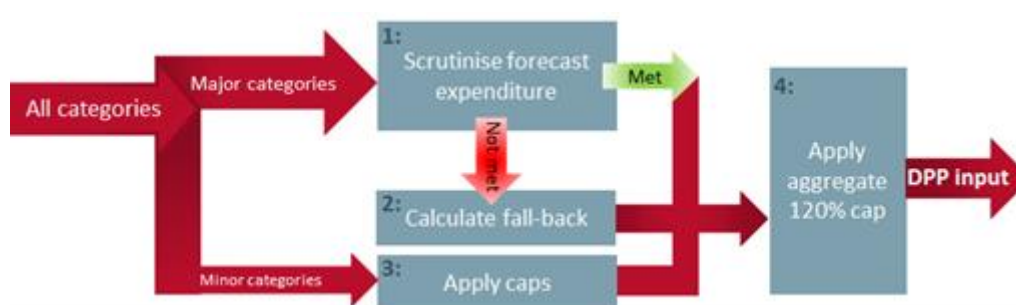 All categories
Major categories
1:
Scrutinise forecast
expenditure
Met
Not met
2:
Calculate fall-back
Minor categories
3:
Apply caps
4:
Apply
aggregate
120% cap
DPP input